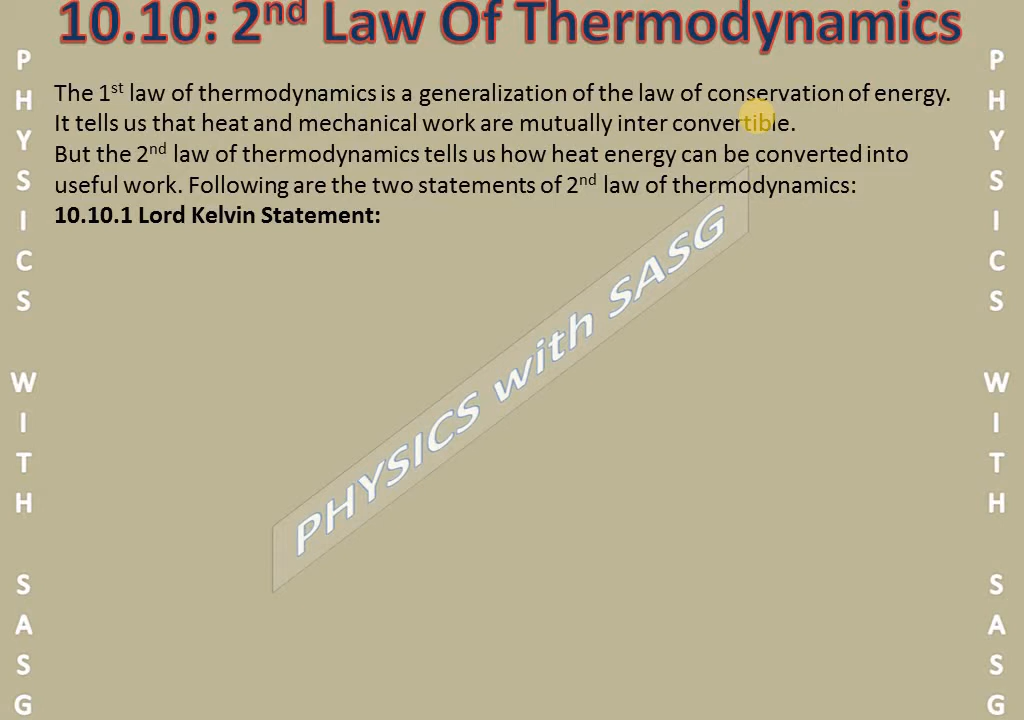 10.10: 2nd Law Of Thermodynamics
The 1st law of thermodynamics is a generalization of the law of conservation of energy.
It tells us that heat and mechanical work are mutually inter convertible.
But the 2nd law of thermodynamics tells us how heat energy can be converted into
useful work. Following are the two statements of 2nd law of thermodynamics:
10.10.1 Lord Kelvin Statement:
PHYSICS with SASG
PHYSICS WITH SASG
PHYSICS WITH SASG